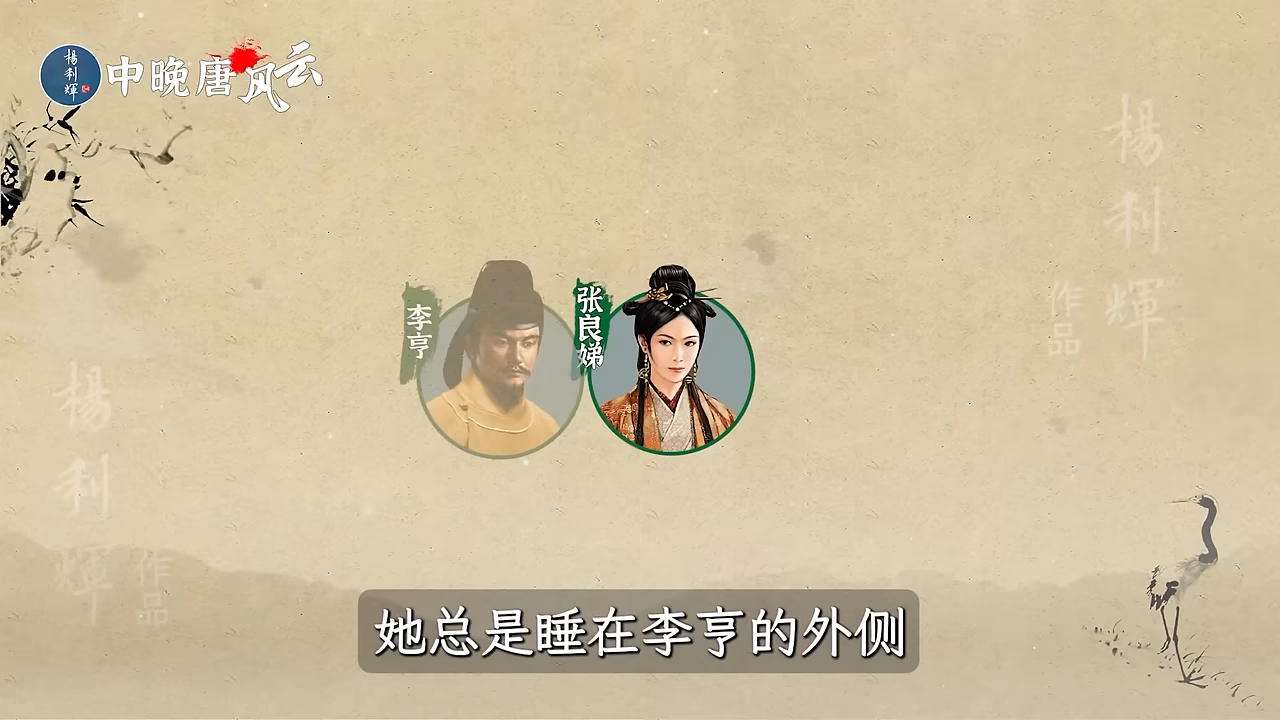 楊利輝
中晚唐风云
楊利輝
作品
李亨
张良娣
楊利輝
作品
她总是睡在李亨的外侧